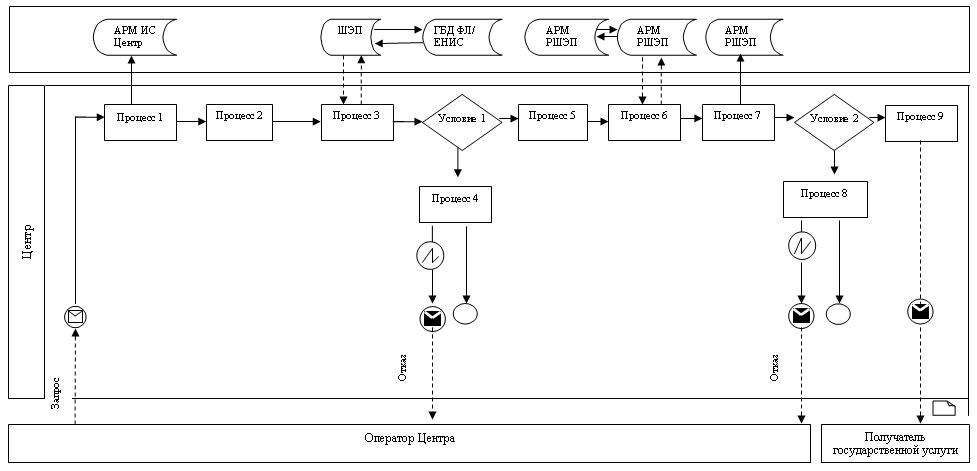 АРМ ИС
Центр
ШЭП
ГБД ФЛ/
ЕНИС
АРМ
РШЭП
АРМ
РШЭП
АРМ
РШЭП
Центр
Процесс 1
Процесс 2
Процесс 3
Условие 1
Процесс 5
Процесс 6
Процесс 7
Условие 2
Процесс 9
Процесс 4
Процесс 8
Запрос
Отказ
Отказ
Оператор Центра
Получатель
государственной услуги